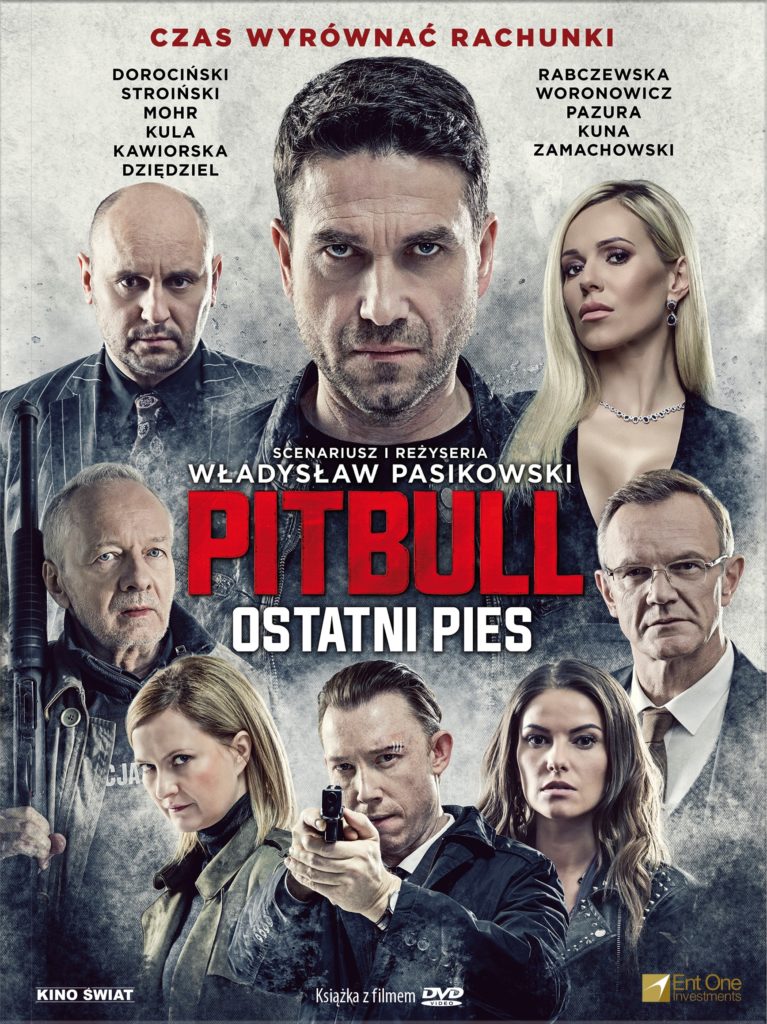 CZAS WYRÓWNAĆ RACHUNKI
DOROCIŃSKI
STROIŃSKI
MOHR
KULA
KAWIORSKA
DZIĘDZIEL
RABCZEWSKA
WORONOWICZ
PAZURA
KUNA
ZAMACHOWSKI
SCENARIUSZ I REŻYSERIA
WŁADYSŁAW PASIKOWSKI
PITBULL
OSTATNI PIES
CJA
KINO ŚWIAT
Książka z filmem DVD
VIDEO
Ent One
Investments